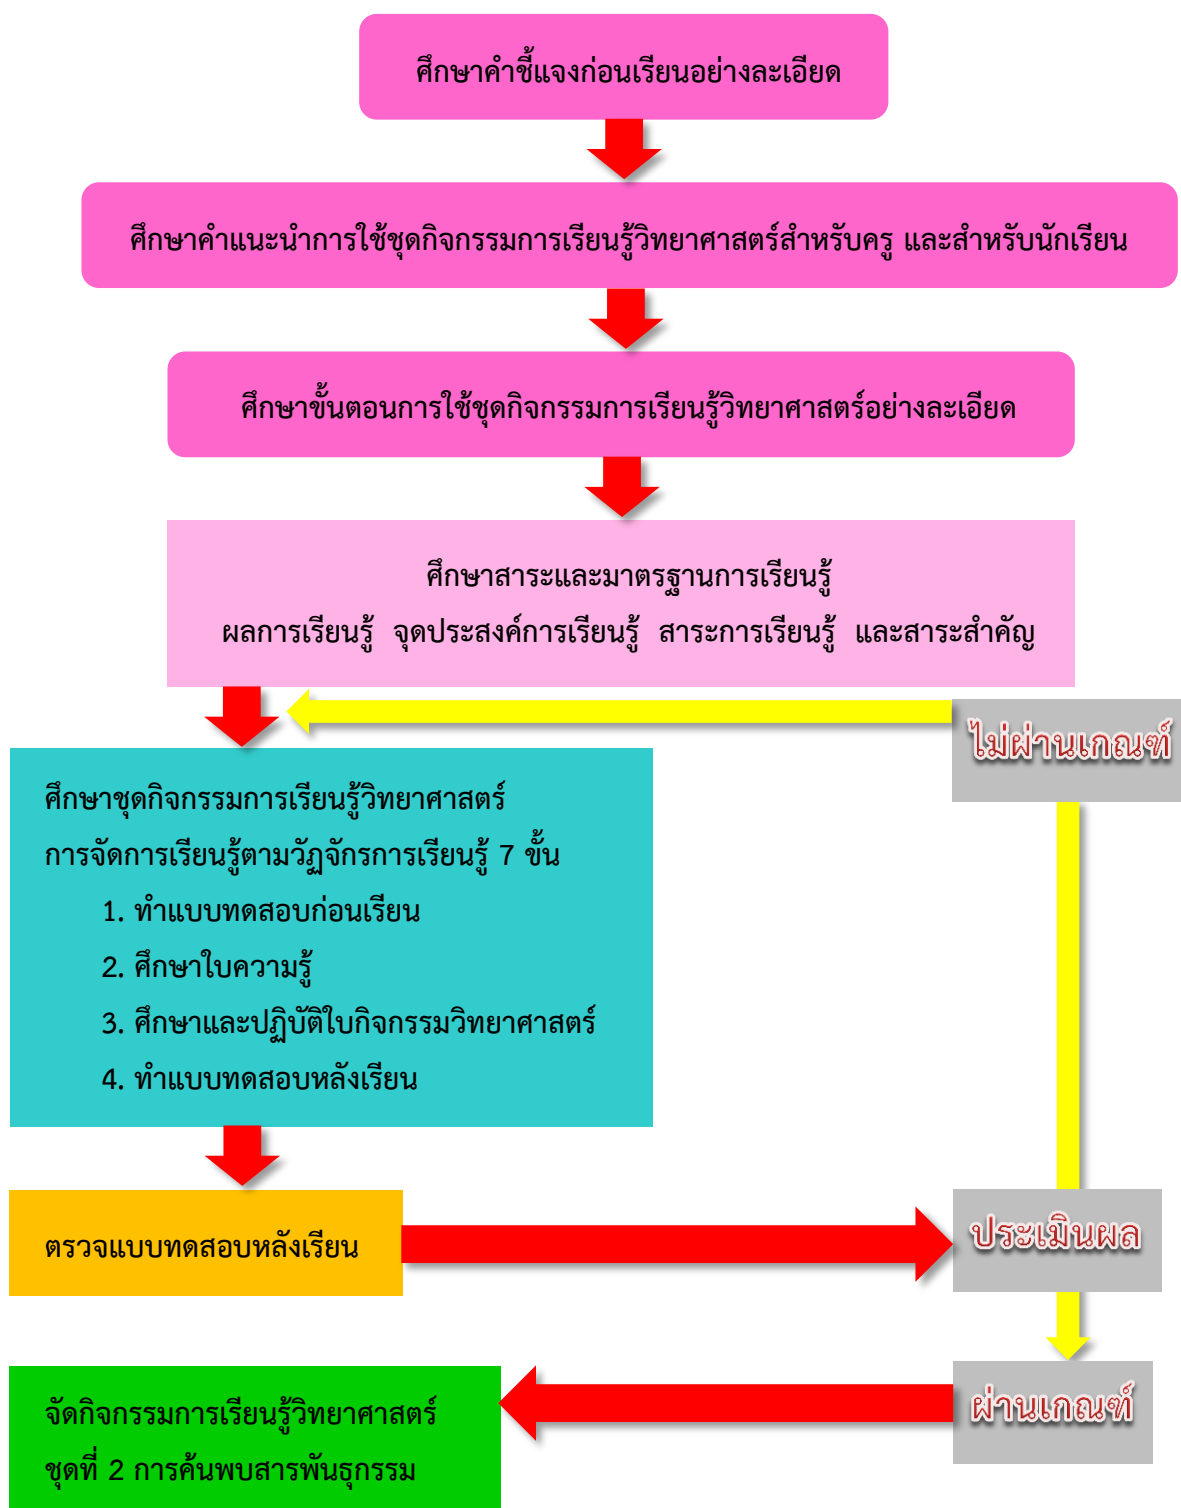 ศึกษาคำชี้แจงก่อนเรียนอย่างละเอียด
ศึกษาคำแนะนำการใช้ชุดกิจกรรมการเรียนรู้วิทยาศาสตร์สำหรับครู และสำหรับนักเรียน
ศึกษาขั้นตอนการใช้ชุดกิจกรรมการเรียนรู้วิทยาศาสตร์อย่างละเอียด
ศึกษาสาระและมาตรฐานการเรียนรู้
ผลการเรียนรู้ จุดประสงค์การเรียนรู้ สาระการเรียนรู้ และสาระสำคัญ
ไม่ผ่านเกณฑ์
ศึกษาชุดกิจกรรมการเรียนรู้วิทยาศาสตร์
การจัดการเรียนรู้ตามวัฏจักรการเรียนรู้ 7 ขั้น
1. ทำแบบทดสอบก่อนเรียน
2. ศึกษาใบความรู้
3. ศึกษาและปฏิบัติใบกิจกรรมวิทยาศาสตร์
4. ทำแบบทดสอบหลังเรียน
ตรวจแบบทดสอบหลังเรียน
ประเมินผล
ผ่านเกณฑ์
จัดกิจกรรมการเรียนรู้วิทยาศาสตร์
ชุดที่ 2 การค้นพบสารพันธุกรรม